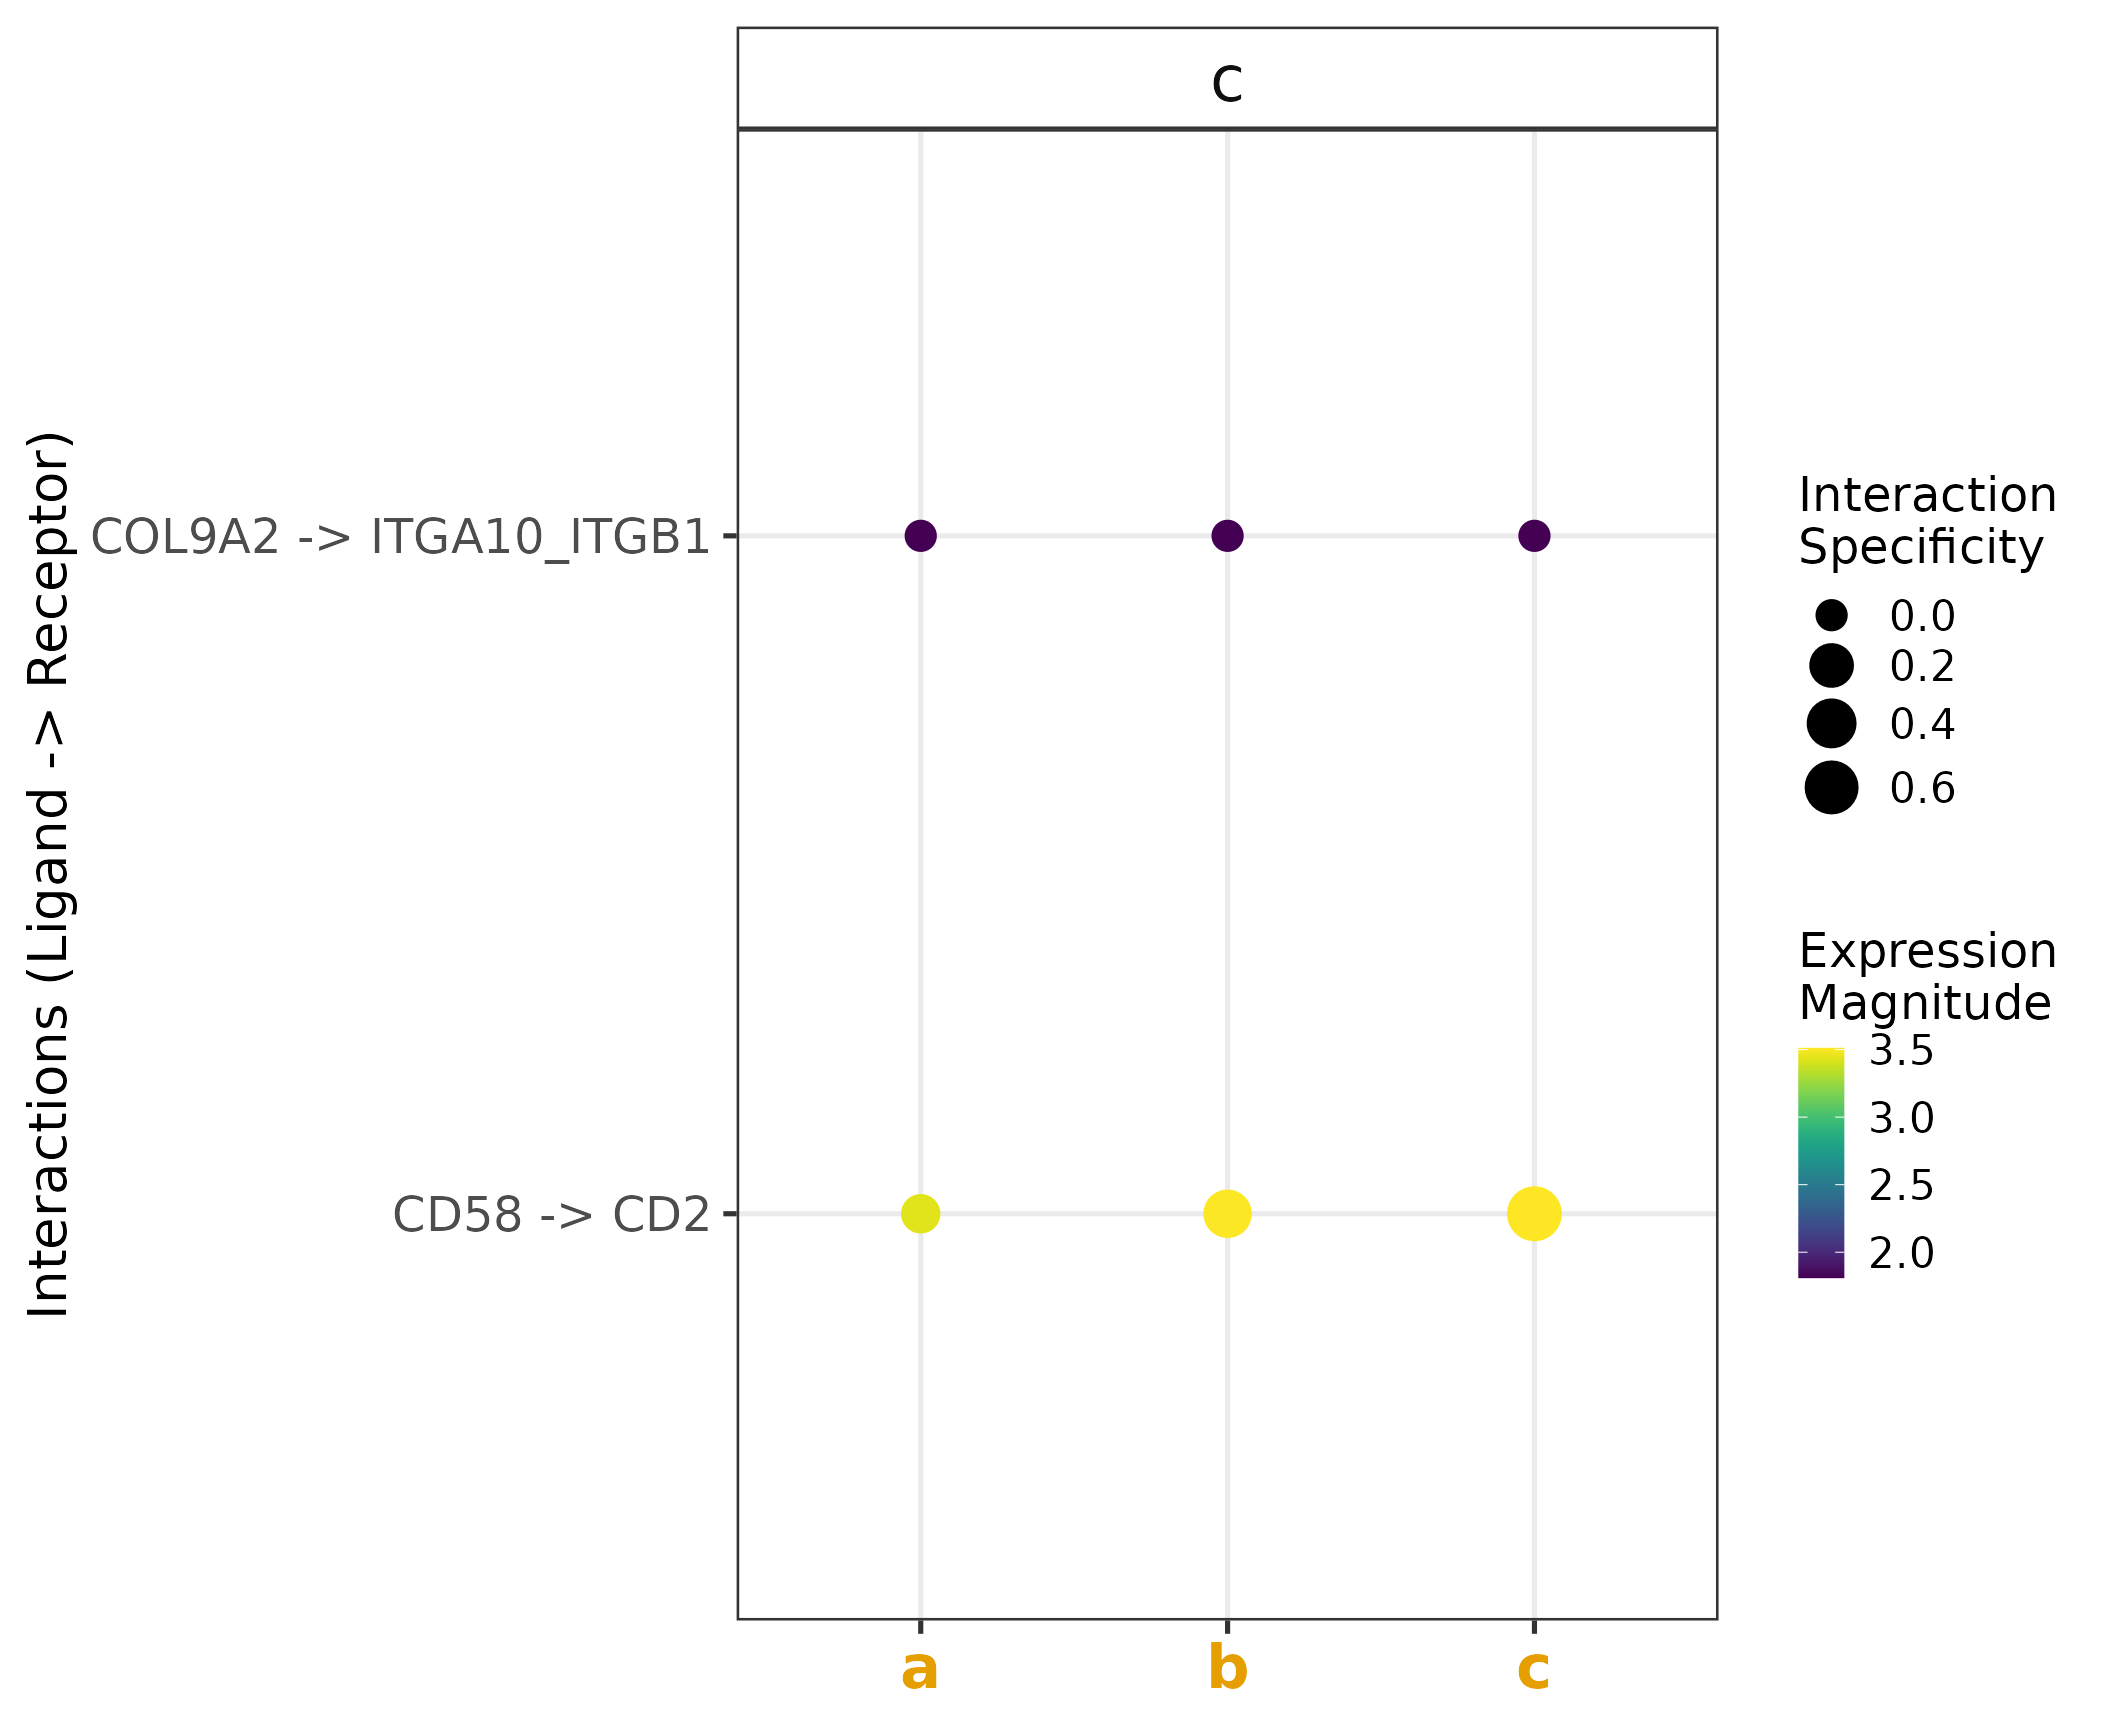 c
Interactions (Ligand -> Receptor)
COL9A2 -> ITGA10_ITGB1
CD58 -> CD2
a b c
Interaction
Specificity
0.0
0.2
0.4
0.6
Expression
Magnitude
3.5
3.0
2.5
2.0